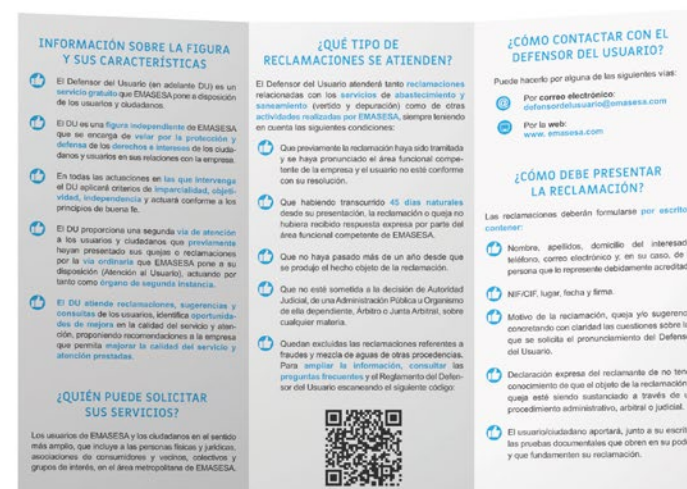 INFORMACIÓN SOBRE LA FIGURA
Y SUS CARACTERÍSTICAS
El Defensor del Usuario (en adelante DU) es un
servicio gratuito que EMASESA pone a disposición
de los usuarios y ciudadanos.
El DU es una figura independiente de EMASESA
que se encarga de velar por la protección y
defensa de los derechos e intereses de los ciuda-
danos y usuarios en sus relaciones con la empresa.
En todas las actuaciones en las que intervenga
el DU aplicará criterios de imparcialidad, objeti-
vidad, independencia y actuará conforme a los
principios de buena fe.
El DU proporciona una segunda vía de atención
a los usuarios y ciudadanos que previamente
hayan presentado sus quejas o reclamaciones
por la vía ordinaria que EMASESA pone a su
disposición (Atención al Usuario), actuando por
tanto como órgano de segunda instancia.
El DU atiende reclamaciones, sugerencias y
consultas de los usuarios, identifica oportunida-
des de mejora en la calidad del servicio y aten-
ción, proponiendo recomendaciones a la empresa
que permita mejorar la calidad del servicio y
atención prestadas.
¿QUIÉN PUEDE SOLICITAR
SUS SERVICIOS?
Los usuarios de EMASESA y los ciudadanos en el sentido
más amplio, que incluye a las personas físicas y jurídicas,
asociaciones de consumidores y vecinos, colectivos y
grupos de interés, en el área metropolitana de EMASESA.
¿QUÉ TIPO DE
RECLAMACIONES SE ATIENDEN?
El Defensor del Usuario atenderá tanto reclamaciones
relacionadas con los servicios de abastecimiento y
saneamiento (vertido y depuración) como de otras
actividades realizadas por EMASESA, siempre teniendo
en cuenta las siguientes condiciones:
Que previamente la reclamación haya sido tramitada
y se haya pronunciado el área funcional compe-
tente de la empresa y el usuario no esté conforme
con su resolución.
Que habiendo transcurrido 45 días naturales
desde su presentación, la reclamación o queja no
hubiera recibido respuesta expresa por parte del
área funcional competente de EMASESA.
Que no haya pasado más de un año desde que
se produjo el hecho objeto de la reclamación.
Que no esté sometida a la decisión de Autoridad
Judicial, de una Administración Pública u Organismo
de ella dependiente, Árbitro o Junta Arbitral, sobre
cualquier materia.
Quedan excluidas las reclamaciones referentes a
fraudes y mezcla de aguas de otras procedencias.
Para ampliar la información, consultar las
preguntas frecuentes y el Reglamento del Defen-
sor del Usuario escaneando el siguiente código:
¿CÓMO CONTACTAR CON EL
DEFENSOR DEL USUARIO?
Puede hacerlo por alguna de las siguientes vías:
Por correo electrónico:
defensordelusuario@emasesa.com
Por la web:
www. emasesa.com
¿CÓMO DEBE PRESENTAR
LA RECLAMACIÓN?
Las reclamaciones deberán formularse por escrito
contener:
Nombre, apellidos, domicilio del interesad
teléfono, correo electrónico y, en su caso, de
persona que lo represente debidamente acreditad
NIF/CIF, lugar, fecha y firma.
Motivo de la reclamación, queja y/o sugerenc
concretando con claridad las cuestiones sobre la
que se solicita el pronunciamiento del Defenso
del Usuario.
Declaración expresa del reclamante de no tene
conocimiento de que el objeto de la reclamación
queja esté siendo sustanciado a través de u
procedimiento administrativo, arbitral o judicial.
El usuario/ciudadano aportará, junto a su escrit
las pruebas documentales que obren en su pode
y que fundamenten su reclamación.